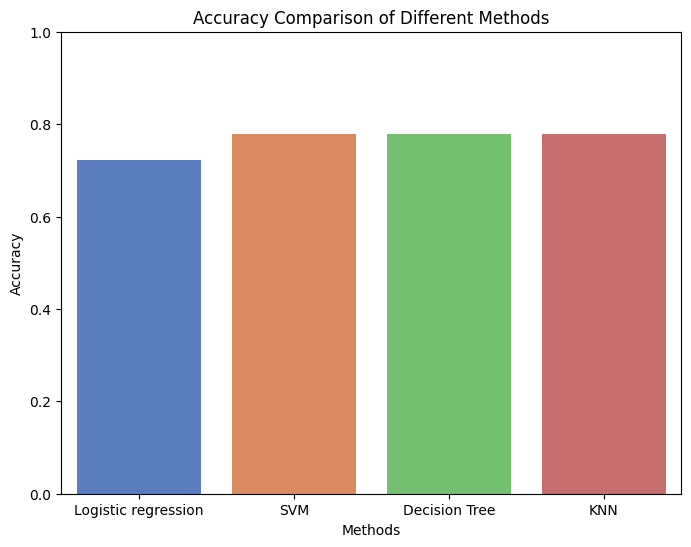 Accuracy Comparison of Different Methods
1.0
0.8
0.6
0.4
0.2
0.0
Accuracy
Logistic regression
SVM
Decision Tree
KNN
Methods